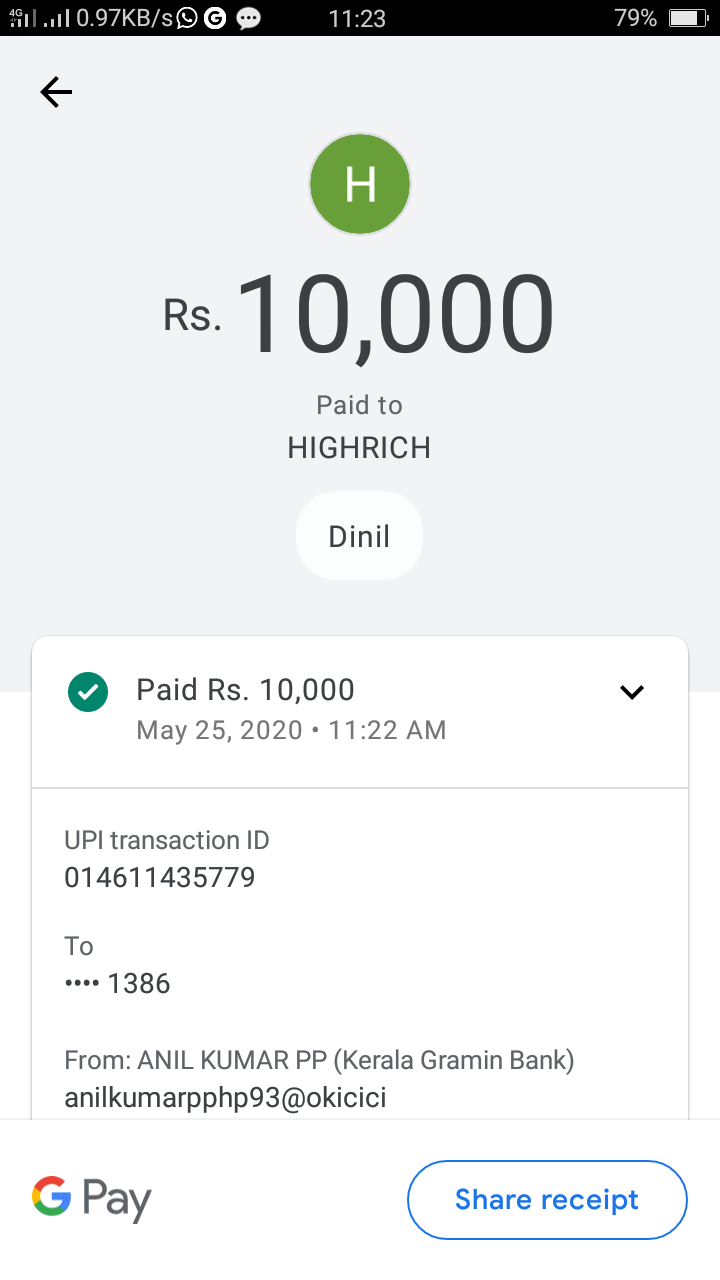 4G 0.97KB/s 11:23 79%
H
Rs. 10,000
Paid to
HIGHRICH
Dinil
Paid Rs. 10,000
May 25, 2020 • 11:22 AM
UPI transaction ID
014611435779
To
•••• 1386
From: ANIL KUMAR PP (Kerala Gramin Bank)
anilkumarpphp93@okicici
G Pay
Share receipt